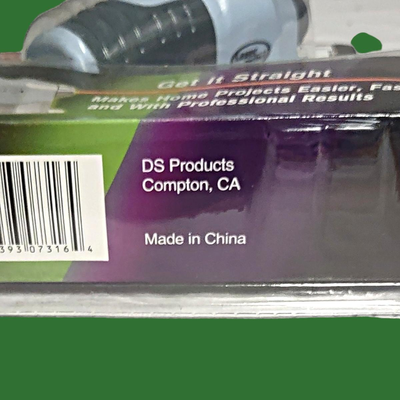 Get It Straight
Makes Home Projects Easier, Fas
and With Professional Results
DS Products
Compton, CA
Made in China
393 07316 4